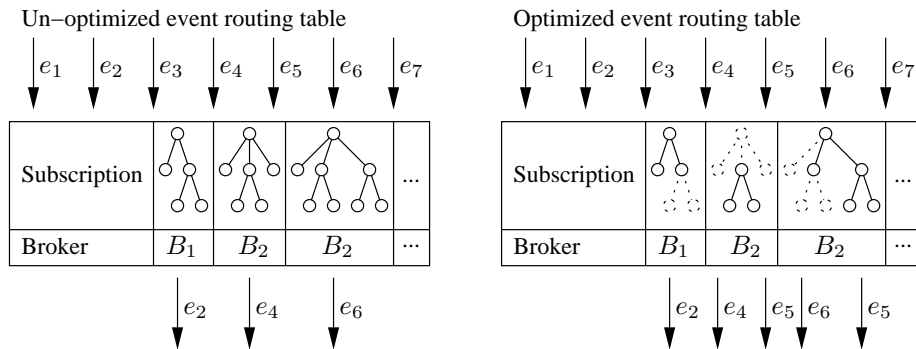 Un-optimized event routing table
Optimized event routing table
e1 e2 e3 e4 e5 e6 e7
e1 e2 e3 e4 e5 e6 e7
Subscription ...
Subscription ...
Broker B1 B2 B2 ...
Broker B1 B2 B2 ...
e2 e4 e6
e2 e4 e5 e6 e5